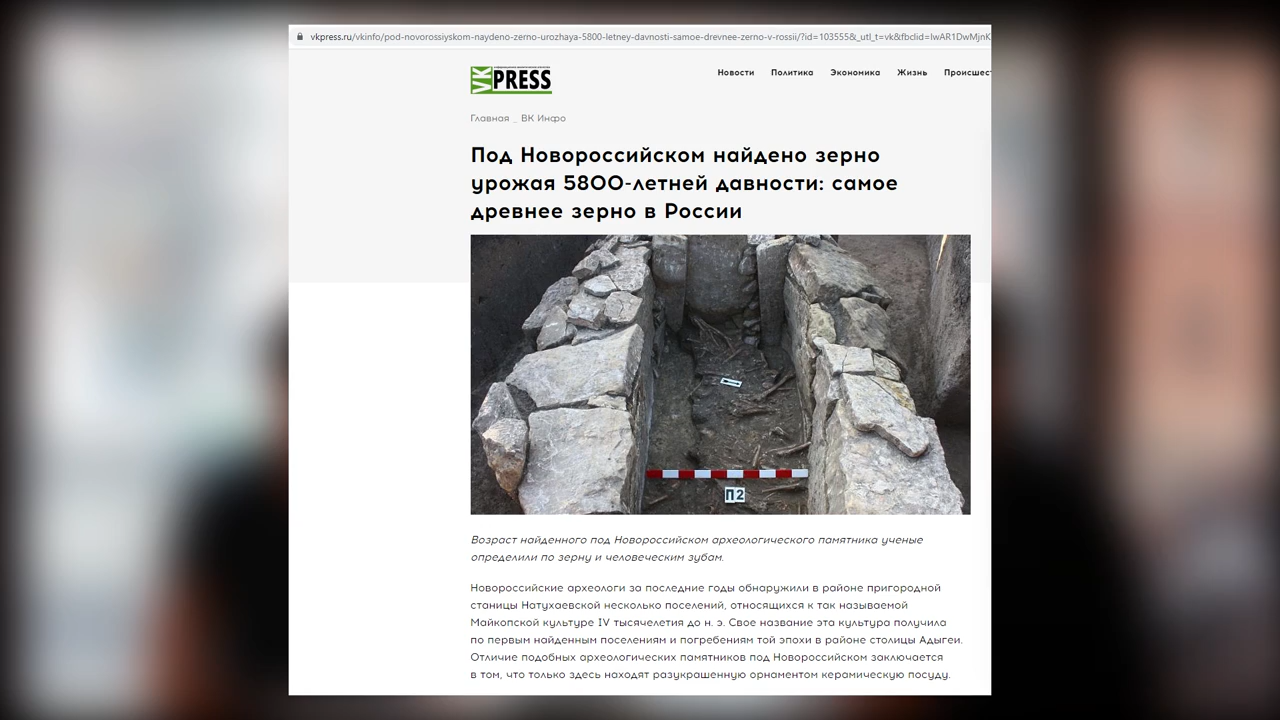 vkpress.ru/vkinfo/pod-novorossiyskom-naydeno-zerno-urozhaya-5800-letney-davnosti-samoe-drevnee-zerno-v-rossii/?id=103555&_utl_t=vk&fbclid=IwAR1DwMjnK
VK PRESS
Новости Политика Экономика Жизнь Происшест
Главная _ ВК Инфо
Под Новороссийском найдено зерно
урожая 5800-летней давности: самое
древнее зерно в России
П2
Возраст найденного под Новороссийском археологического памятника ученые
определили по зерну и человеческим зубам.
Новороссийские археологи за последние годы обнаружили в районе пригородной
станицы Натухаевской несколько поселений, относящихся к так называемой
Майкопской культуре IV тысячелетия до н. э. Свое название эта культура получила
по первым найденным поселениям и погребениям той эпохи в районе столицы Адыгеи.
Отличие подобных археологических памятников под Новороссийском заключается
в том, что только здесь находят разукрашенную орнаментом керамическую посуду.